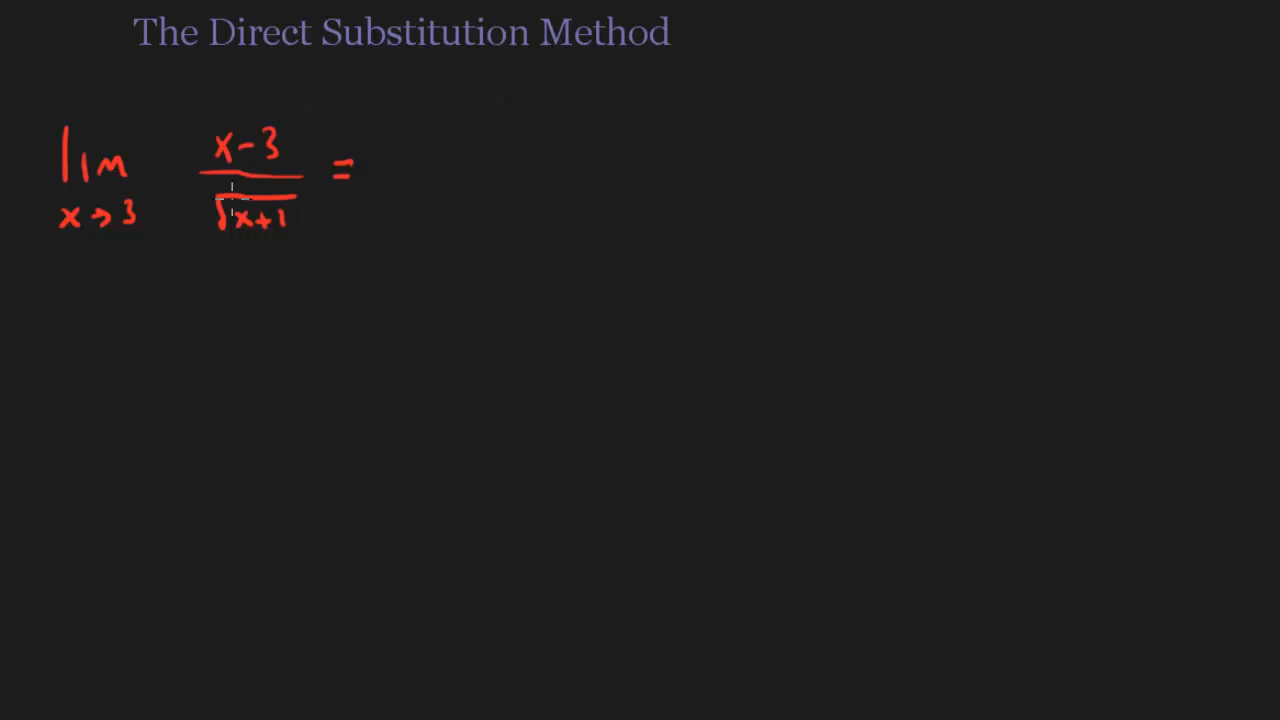 The Direct Substitution Method
lim x→3 (x-3)/√(x+1) =